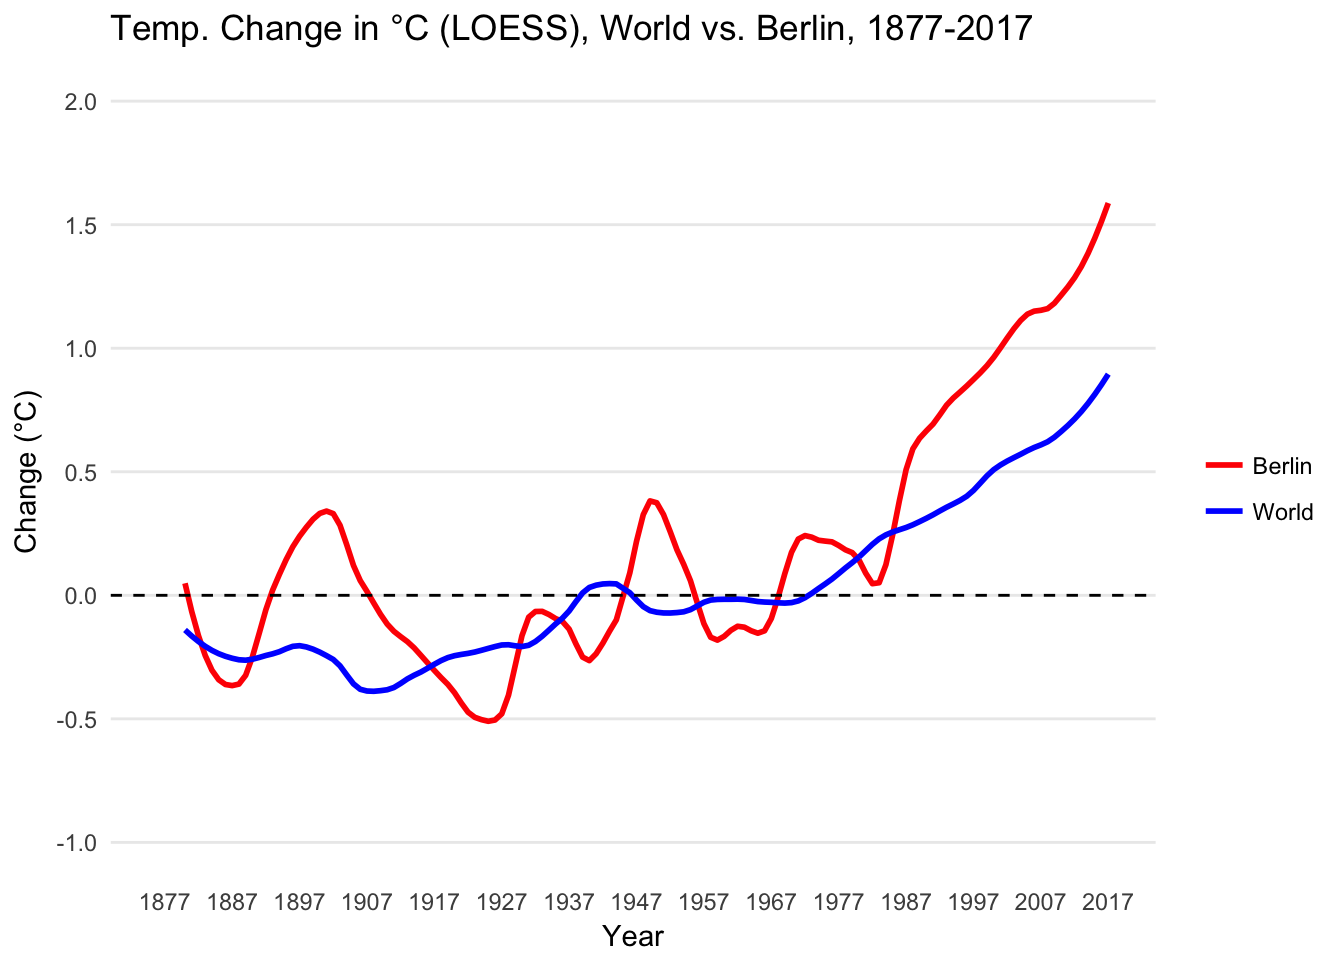 Temp. Change in °C (LOESS), World vs. Berlin, 1877-2017
2.0
1.5
1.0
0.5
0.0
-0.5
-1.0
Change (°C)
Berlin
World
1877 1887 1897 1907 1917 1927 1937 1947 1957 1967 1977 1987 1997 2007 2017
Year